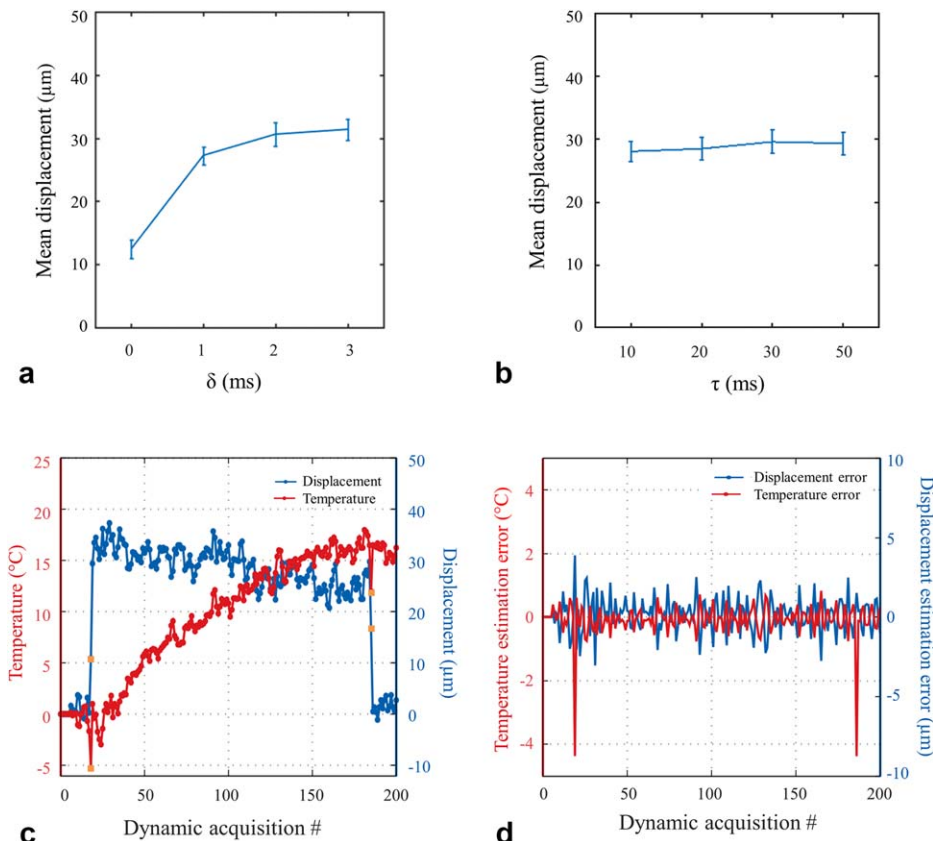 50
40
30
20
10
0
Mean displacement (μm)
0 1 2 3
δ (ms)
a
50
40
30
20
10
0
Mean displacement (μm)
10 20 30 50
τ (ms)
b
25
20
15
10
5
0
-5
Temperature (°C)
Displacement
Temperature
50
40
30
20
10
0
-10
Displacement (μm)
0 50 100 150 200
Dynamic acquisition #
c
4
2
0
-2
-4
Temperature estimation error (°C)
Displacement error
Temperature error
10
5
0
-5
-10
Displacement estimation error (μm)
0 50 100 150 200
Dynamic acquisition #
d